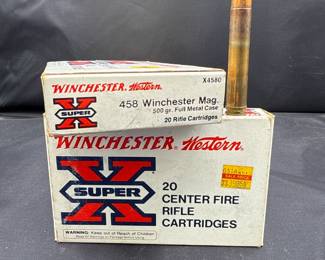 WINCHESTER Western
X4580
SUPER X
458 Winchester Mag.
500 gr. Full Metal Case
20 Rifle Cartridges
WINCHESTER Western
SUPER X
20
CENTER FIRE
RIFLE
CARTRIDGES
WARNING: Keep out of Reach of Children